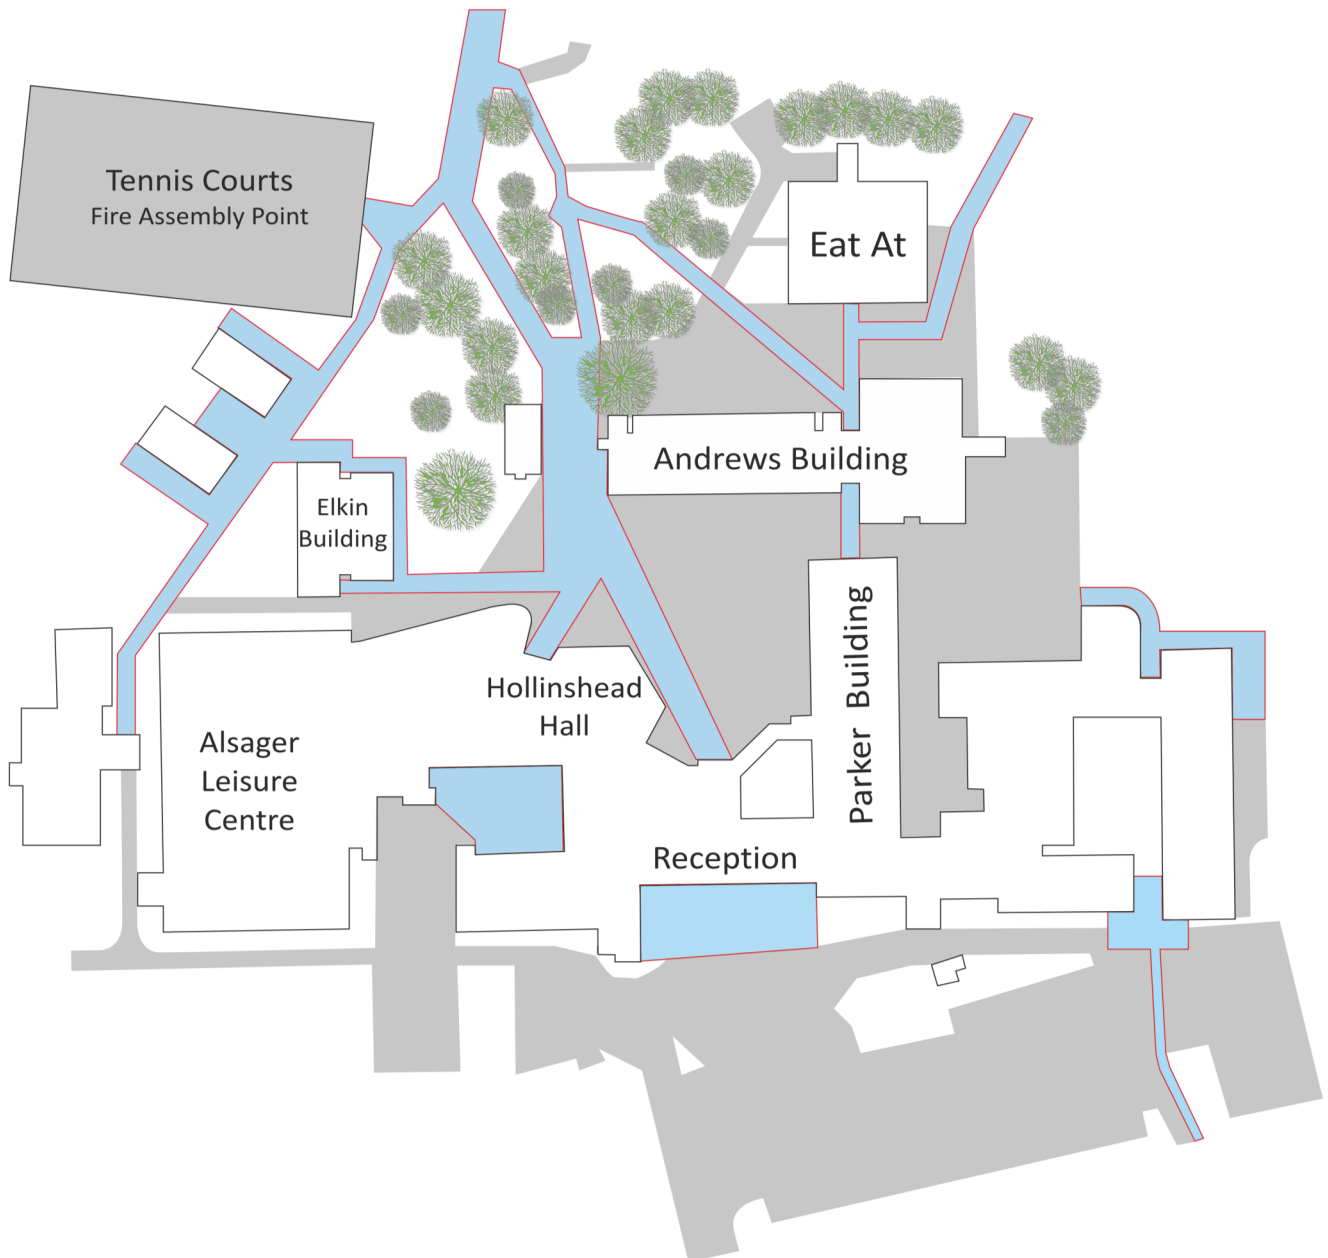 Tennis Courts
Fire Assembly Point
Eat At
Andrews Building
Elkin
Building
Parker Building
Hollinshead
Hall
Alsager
Leisure
Centre
Reception